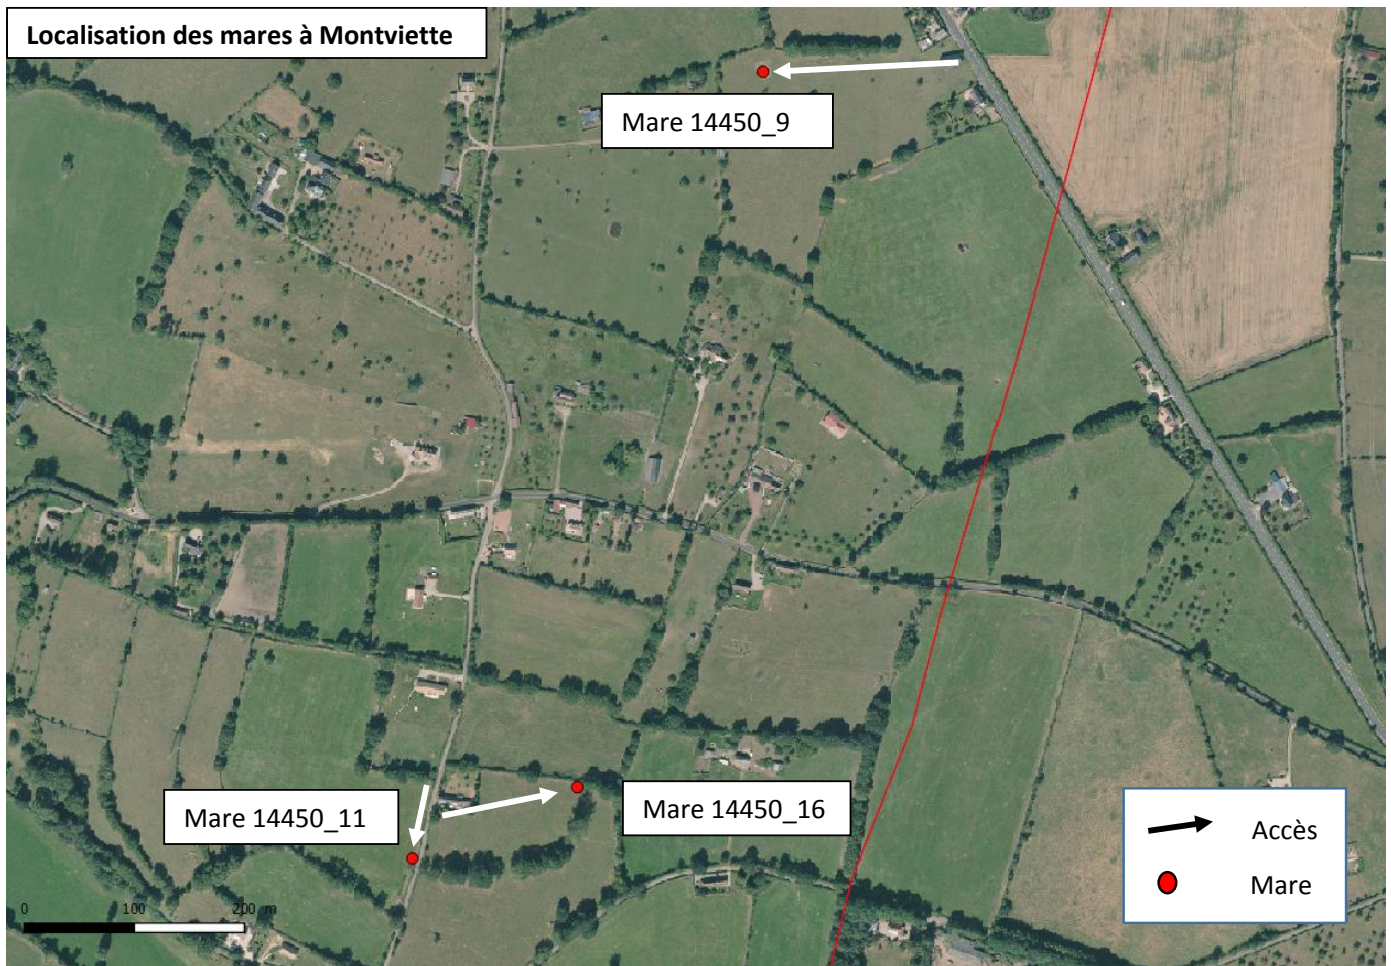 Localisation des mares à Montviette
Mare 14450_9
Mare 14450_11
Mare 14450_16
Accès
Mare
0 100 200 m